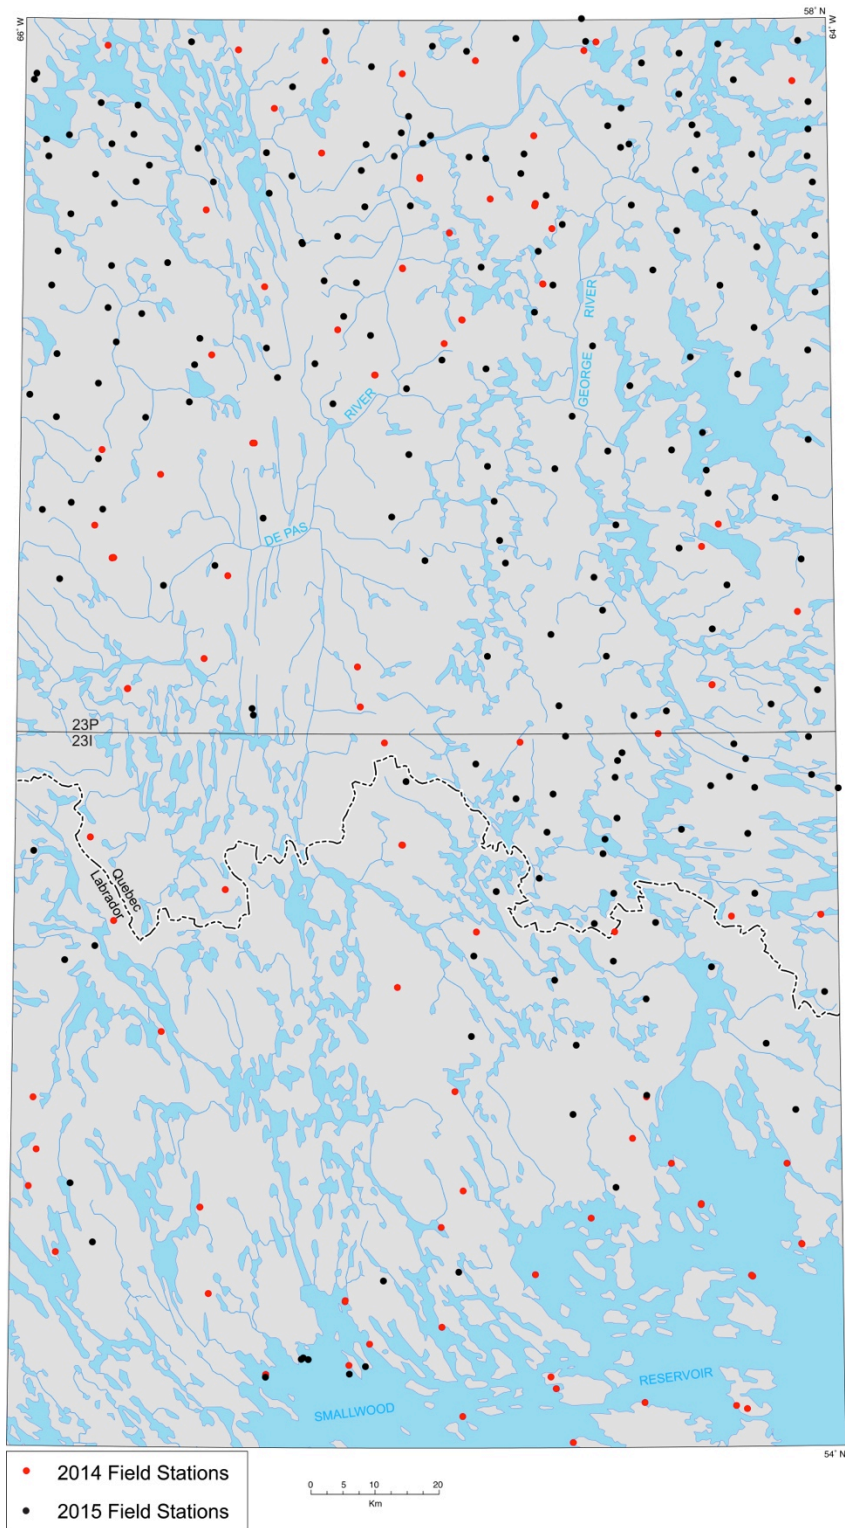 58° N
66° W
64° W
RIVER
GEORGE
RIVER
DE PAS
23P
23I
Quebec
Labrador
RESERVOIR
SMALLWOOD
54° N
2014 Field Stations
2015 Field Stations
0 5 10 20
Km